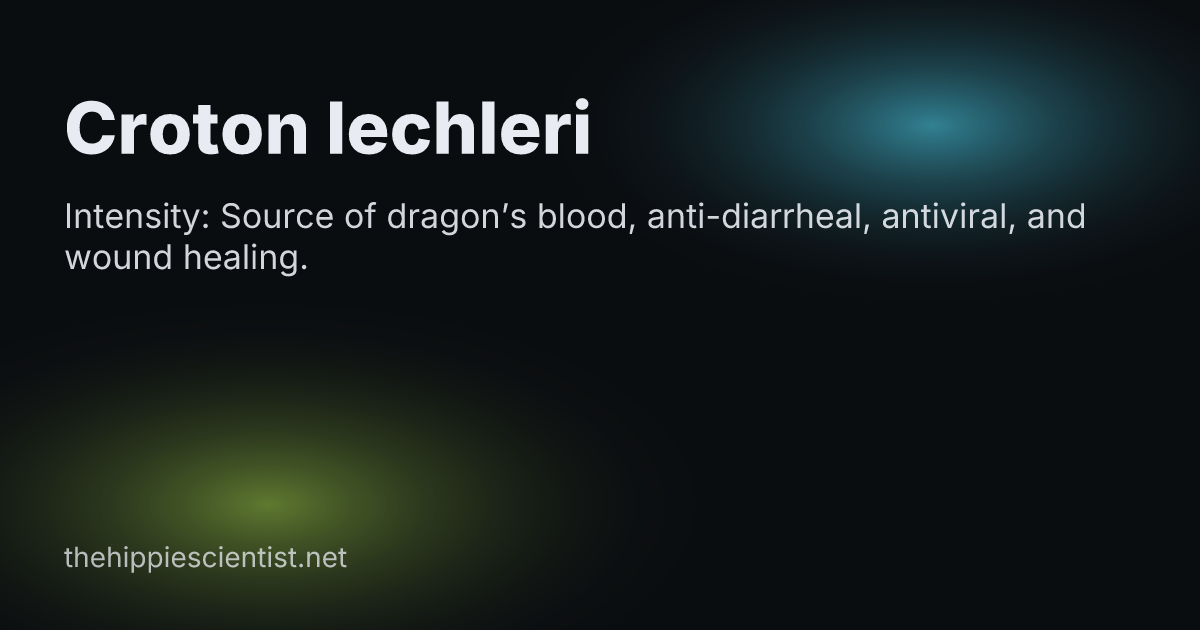 Croton lechleri
Intensity: Source of dragon’s blood, anti-diarrheal, antiviral, and
wound healing.
thehippiescientist.net